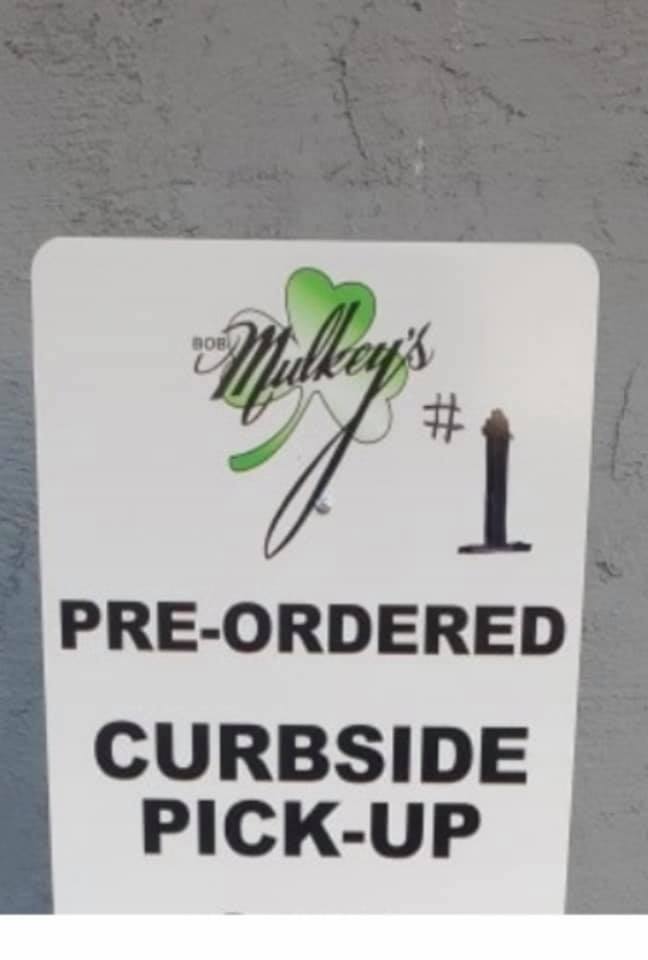 BOB
Mulkey's
# 1
PRE-ORDERED
CURBSIDE
PICK-UP